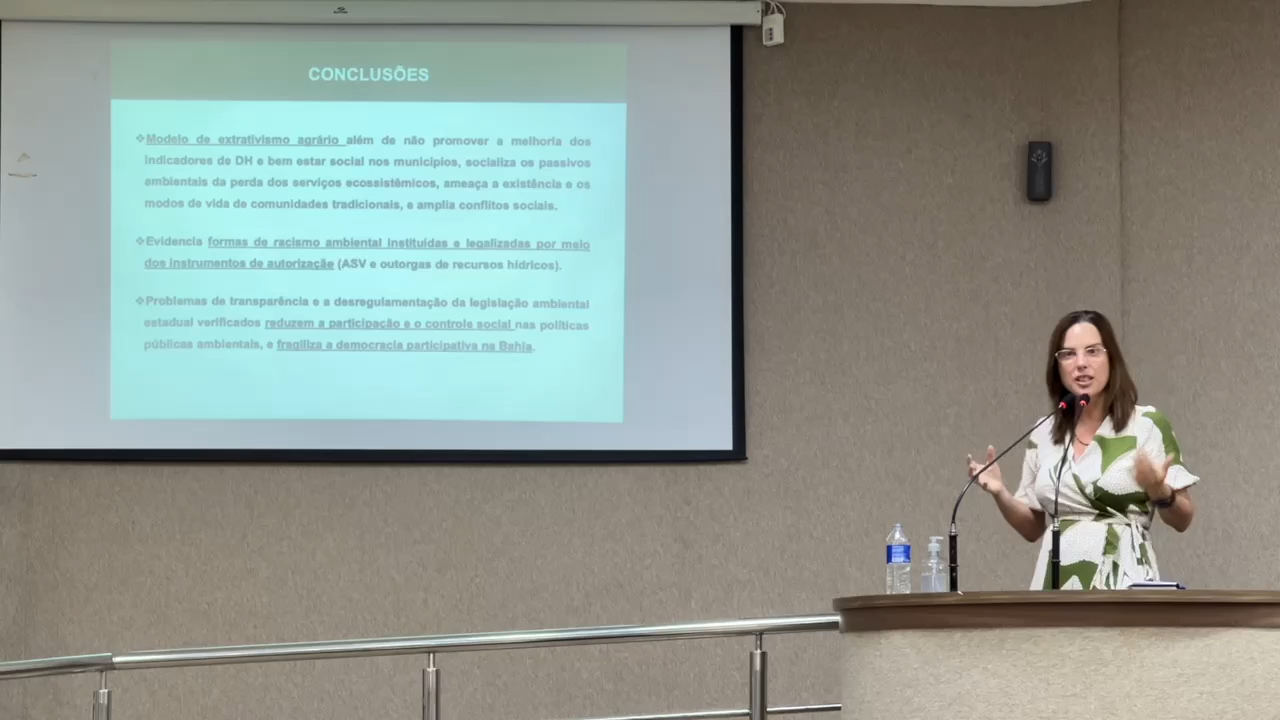 CONCLUSÕES
❖Modelo de extrativismo agrário além de não promover a melhoria dos
indicadores de DH e bem estar social nos municípios, socializa os passivos
ambientais da perda dos serviços ecossistêmicos, ameaça a existência e os
modos de vida de comunidades tradicionais, e amplia conflitos sociais.
❖Evidencia formas de racismo ambiental instituídas e legalizadas por meio
dos instrumentos de autorização (ASV e outorgas de recursos hídricos).
❖Problemas de transparência e a desregulamentação da legislação ambiental
estadual verificados reduzem a participação e o controle social nas políticas
públicas ambientais, e fragiliza a democracia participativa na Bahia.